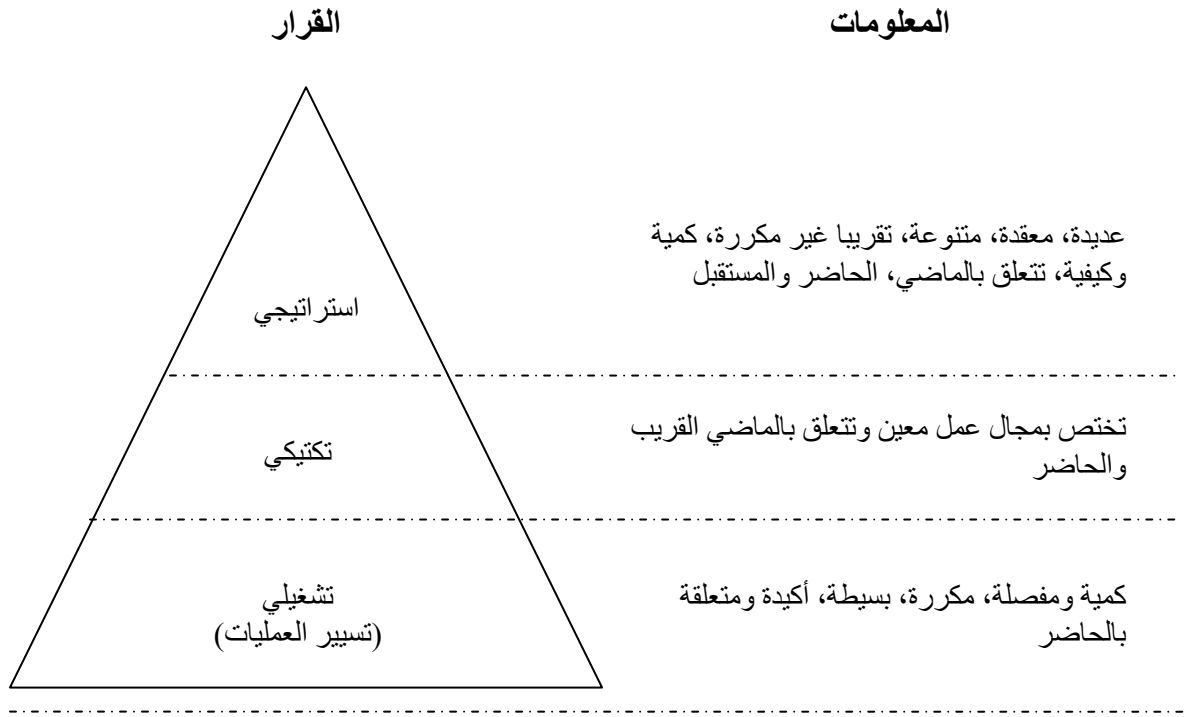 المعلومات
القرار
عديدة، معقدة، متنوعة، تقريبا غير مكررة، كمية
وكيفية، تتعلق بالماضي، الحاضر والمستقبل
استراتيجي
تختص بمجال عمل معين وتتعلق بالماضي القريب
والحاضر
تكتيكي
كمية ومفصلة، مكررة، بسيطة، أكيدة ومتعلقة
بالحاضر
تشغيلي
(تسيير العمليات)